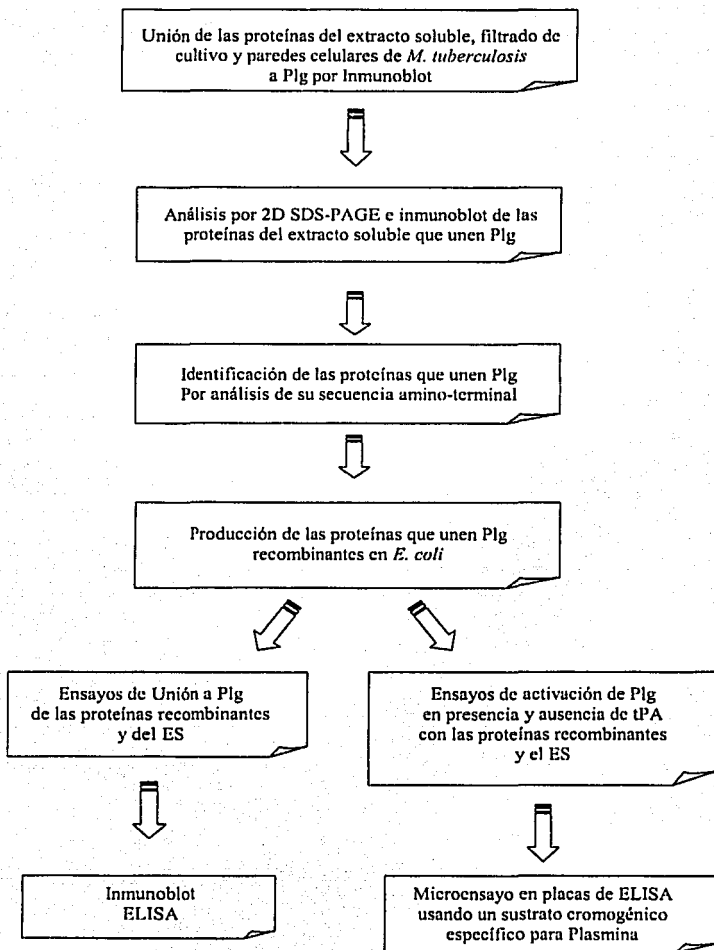 Unión de las proteínas del extracto soluble, filtrado de
cultivo y paredes celulares de M. tuberculosis
a Plg por Inmunoblot
Análisis por 2D SDS-PAGE e inmunoblot de las
proteínas del extracto soluble que unen Plg
Identificación de las proteínas que unen Plg
Por análisis de su secuencia amino-terminal
Producción de las proteínas que unen Plg
recombinantes en E. coli
Ensayos de Unión a Plg
de las proteínas recombinantes
y del ES
Ensayos de activación de Plg
en presencia y ausencia de tPA
con las proteínas recombinantes
y el ES
Inmunoblot
ELISA
Microensayo en placas de ELISA
usando un sustrato cromogénico
específico para Plasmina